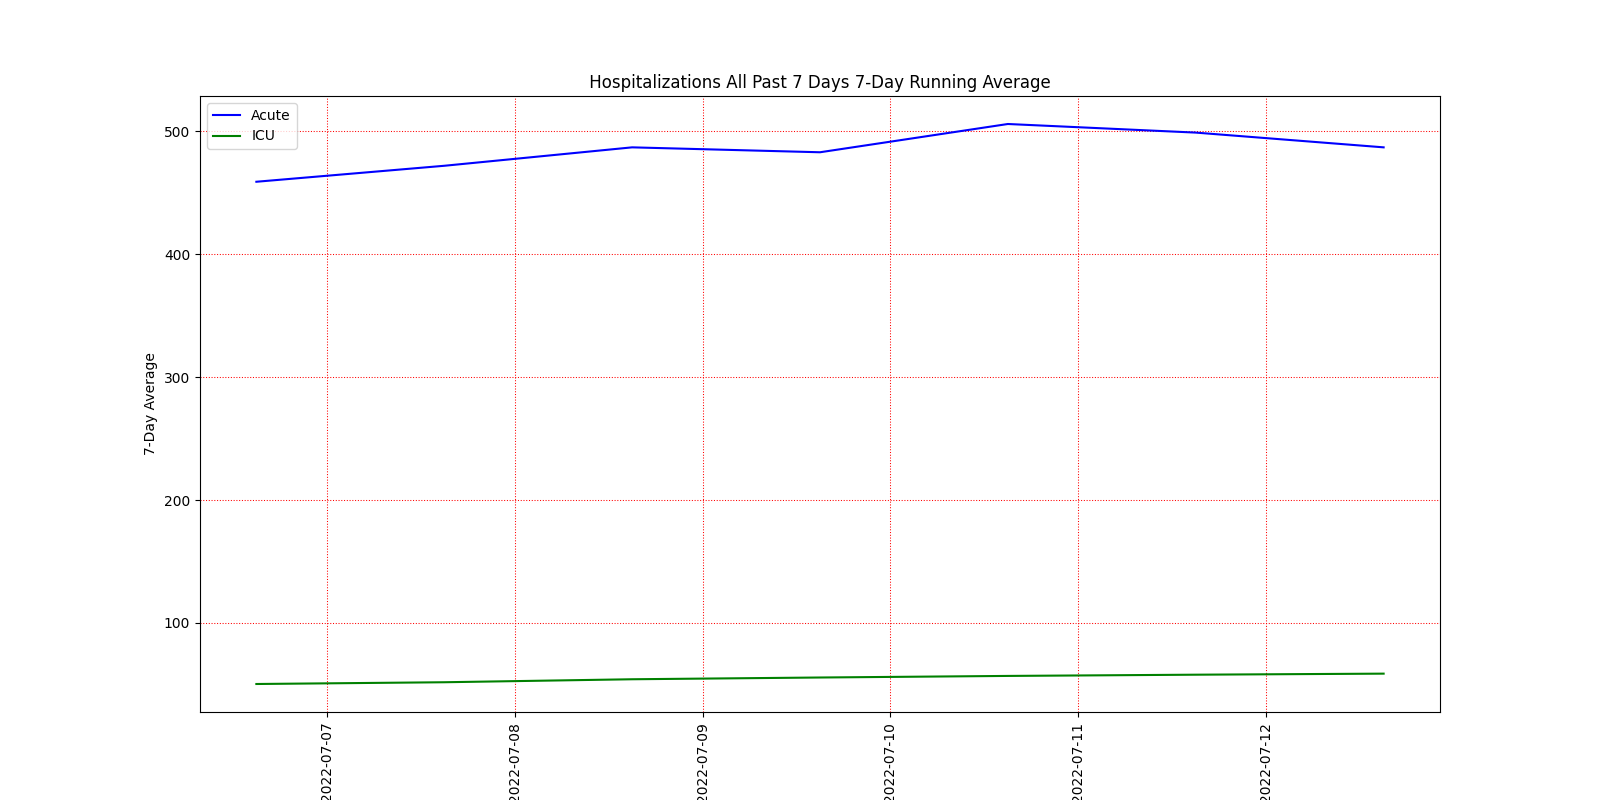 Hospitalizations All Past 7 Days 7-Day Running Average
Acute
ICU
7-Day Average
500
400
300
200
100
2022-07-07
2022-07-08
2022-07-09
2022-07-10
2022-07-11
2022-07-12